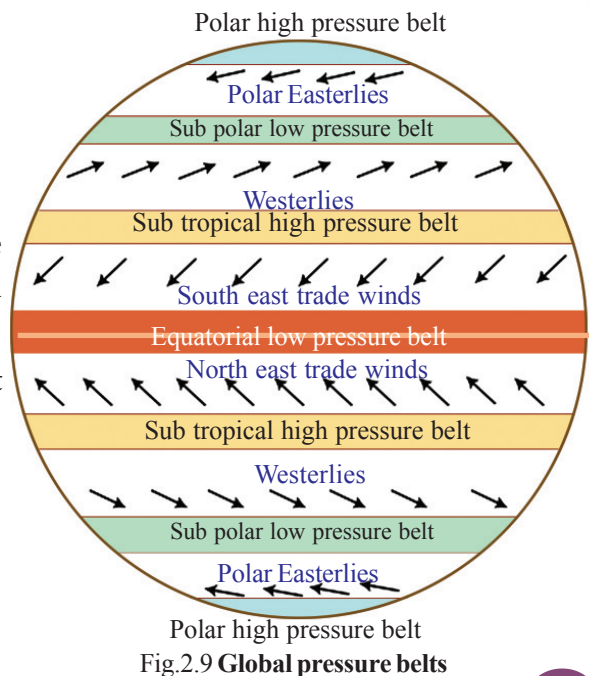 Polar high pressure belt
Polar Easterlies
Sub polar low pressure belt
Westerlies
Sub tropical high pressure belt
South east trade winds
Equatorial low pressure belt
North east trade winds
Sub tropical high pressure belt
Westerlies
Sub polar low pressure belt
Polar Easterlies
Polar high pressure belt
Fig.2.9 Global pressure belts